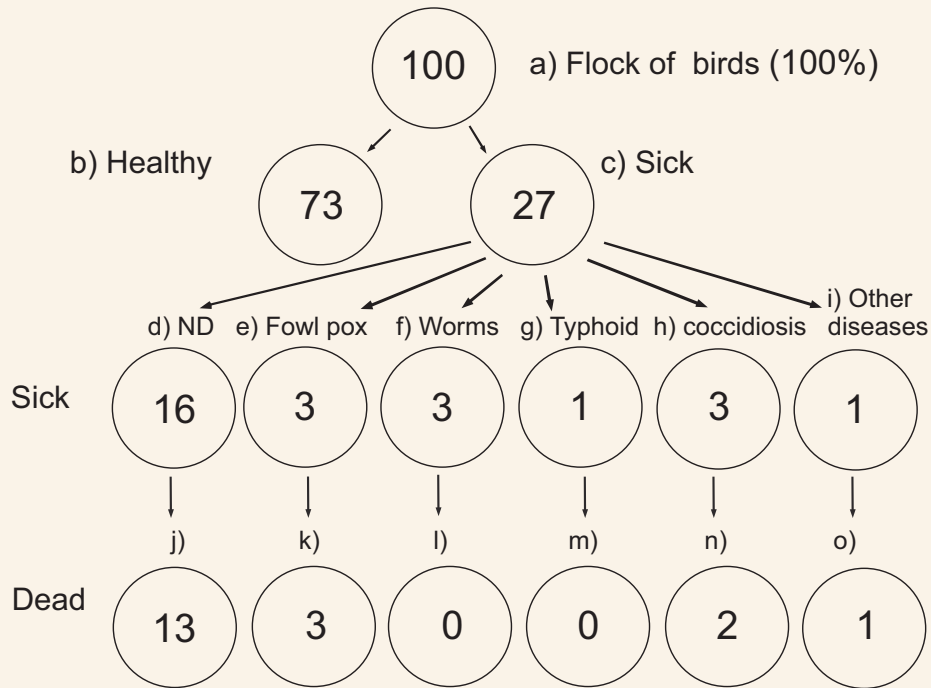 100
a) Flock of birds (100%)
b) Healthy
c) Sick
73
27
d) ND
e) Fowl pox
f) Worms
g) Typhoid
h) coccidiosis
i) Other
diseases
Sick
16
3
3
1
3
1
j)
k)
l)
m)
n)
o)
Dead
13
3
0
0
2
1